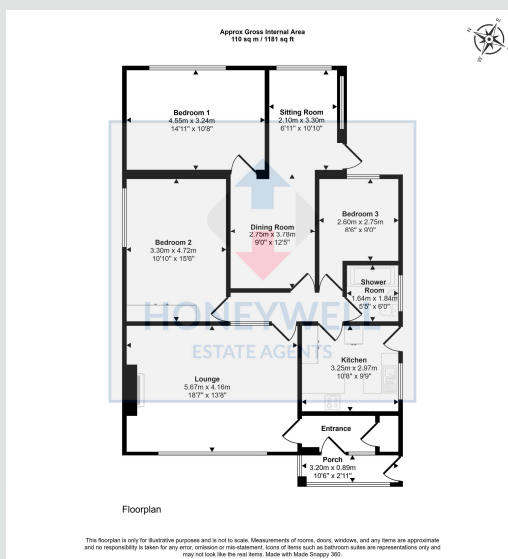 Approx Gross Internal Area
110 sq m / 1181 sq ft
N
E
S
W
Bedroom 1
4.55m x 3.24m
14'11" x 10'8"
Sitting Room
2.10m x 3.30m
6'11" x 10'10"
Bedroom 2
3.30m x 4.72m
10'10" x 15'6"
Dining Room
2.75m x 3.78m
9'0" x 12'5"
Bedroom 3
2.60m x 2.75m
8'6" x 9'0"
Shower
Room
1.64m x 1.84m
5'5" x 6'0"
HONEYWELL
ESTATE AGENTS
Lounge
5.67m x 4.16m
18'7" x 13'8"
Kitchen
3.25m x 2.97m
10'8" x 9'9"
Entrance
Porch
3.20m x 0.89m
10'6" x 2'11"
Floorplan
This floorplan is only for illustrative purposes and is not to scale. Measurements of rooms, doors, windows, and any items are approximate
and no responsibility is taken for any error, omission or mis-statement. Icons of items such as bathroom suites are representations only and
may not look like the real items. Made with Made Snappy 360.